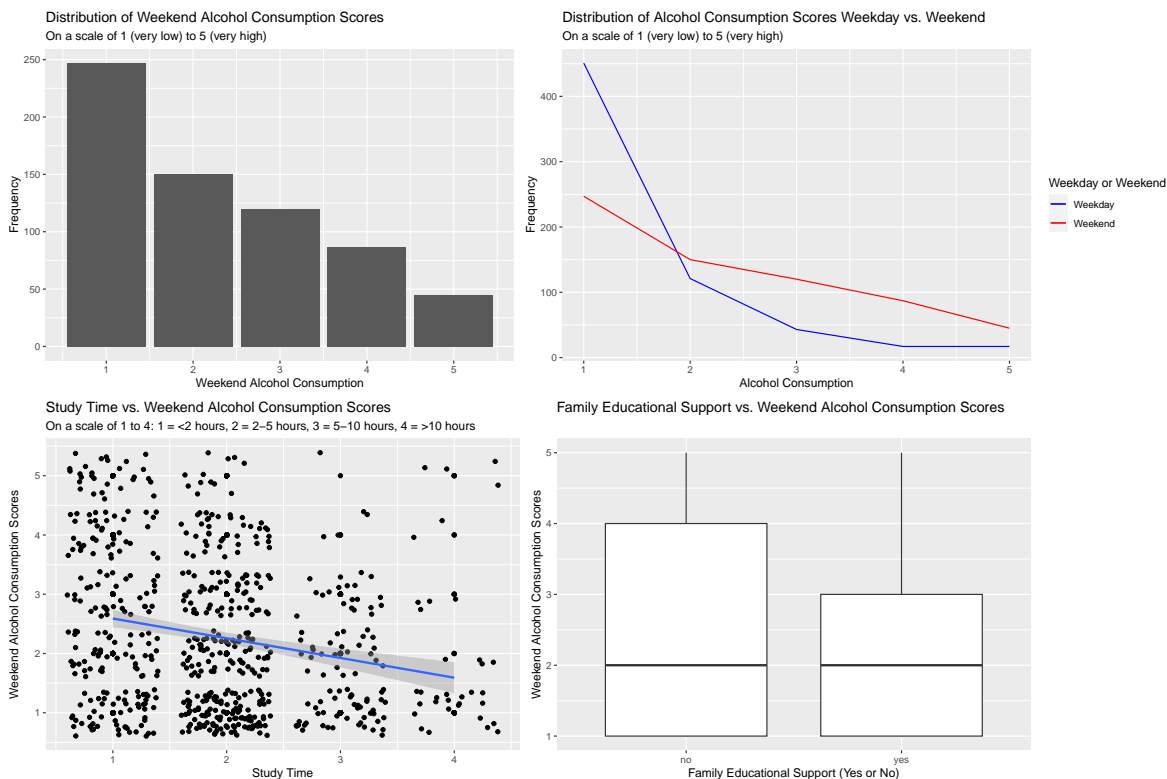 Distribution of Weekend Alcohol Consumption Scores
On a scale of 1 (very low) to 5 (very high)
250
200
150
100
50
0
Frequency
1 2 3 4 5
Weekend Alcohol Consumption
Distribution of Alcohol Consumption Scores Weekday vs. Weekend
On a scale of 1 (very low) to 5 (very high)
400
300
200
100
0
Frequency
1 2 3 4 5
Alcohol Consumption
Weekday or Weekend
Weekday
Weekend
Study Time vs. Weekend Alcohol Consumption Scores
On a scale of 1 to 4: 1 = <2 hours, 2 = 2–5 hours, 3 = 5–10 hours, 4 = >10 hours
5
4
3
2
1
Weekend Alcohol Consumption Scores
1 2 3 4
Study Time
Family Educational Support vs. Weekend Alcohol Consumption Scores
5
4
3
2
1
Weekend Alcohol Consumption Scores
no yes
Family Educational Support (Yes or No)